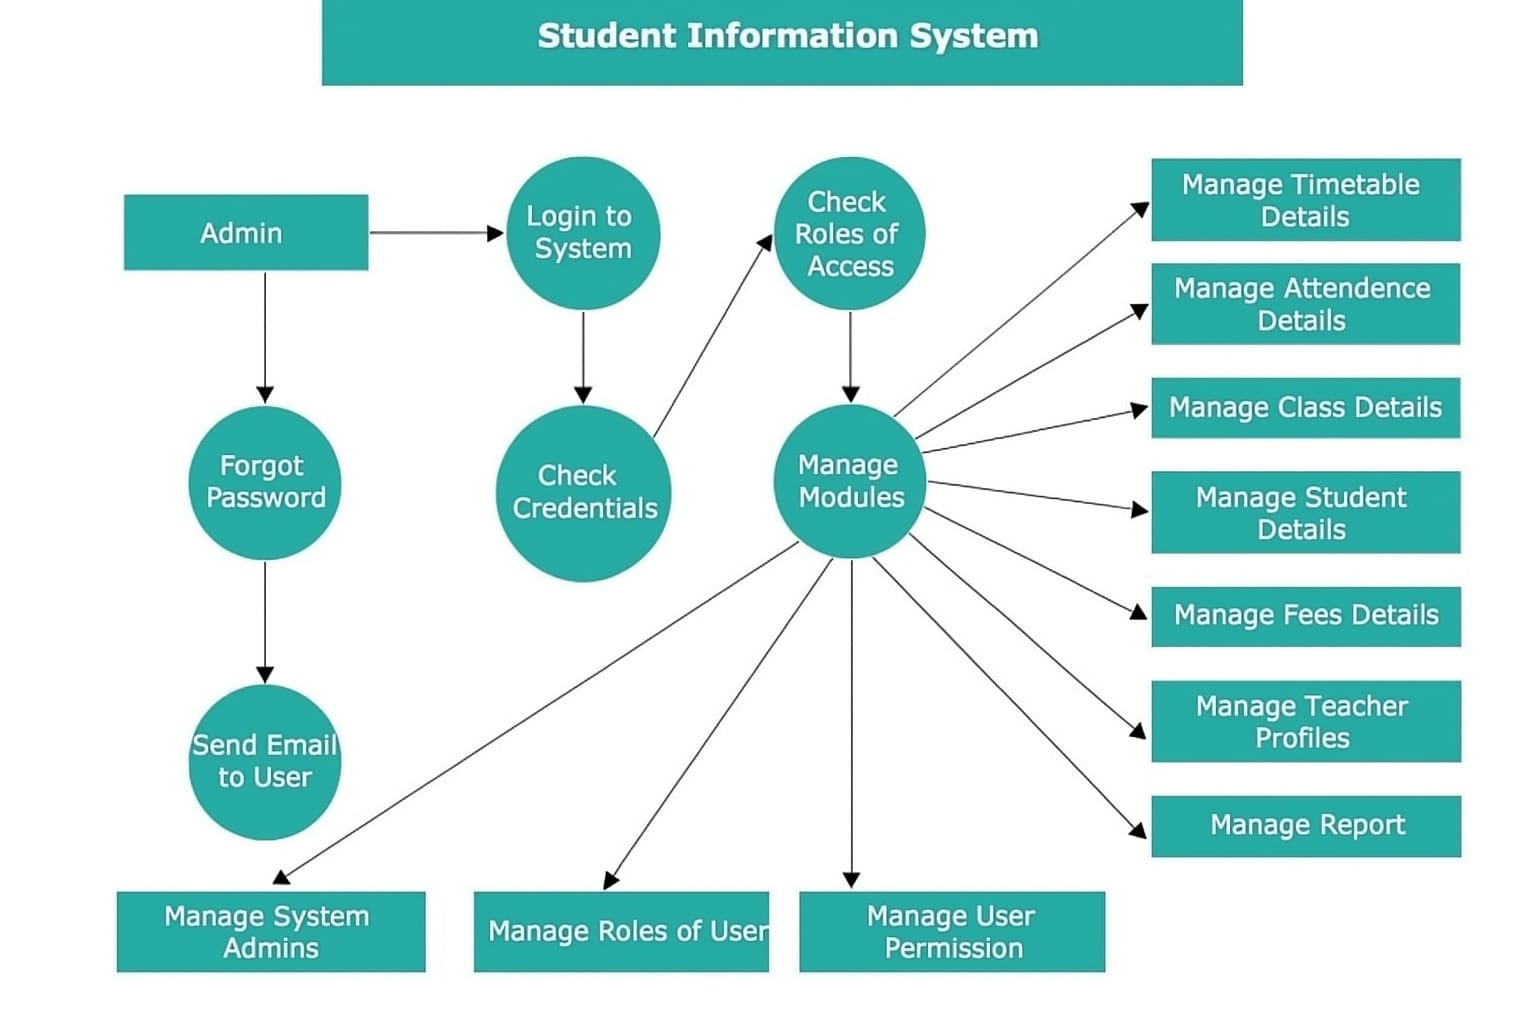 Student Information System
Admin
Login to
System
Check
Roles of
Access
Forgot
Password
Check
Credentials
Manage
Modules
Send Email
to User
Manage Timetable
Details
Manage Attendence
Details
Manage Class Details
Manage Student
Details
Manage Fees Details
Manage Teacher
Profiles
Manage Report
Manage System
Admins
Manage Roles of User
Manage User
Permission